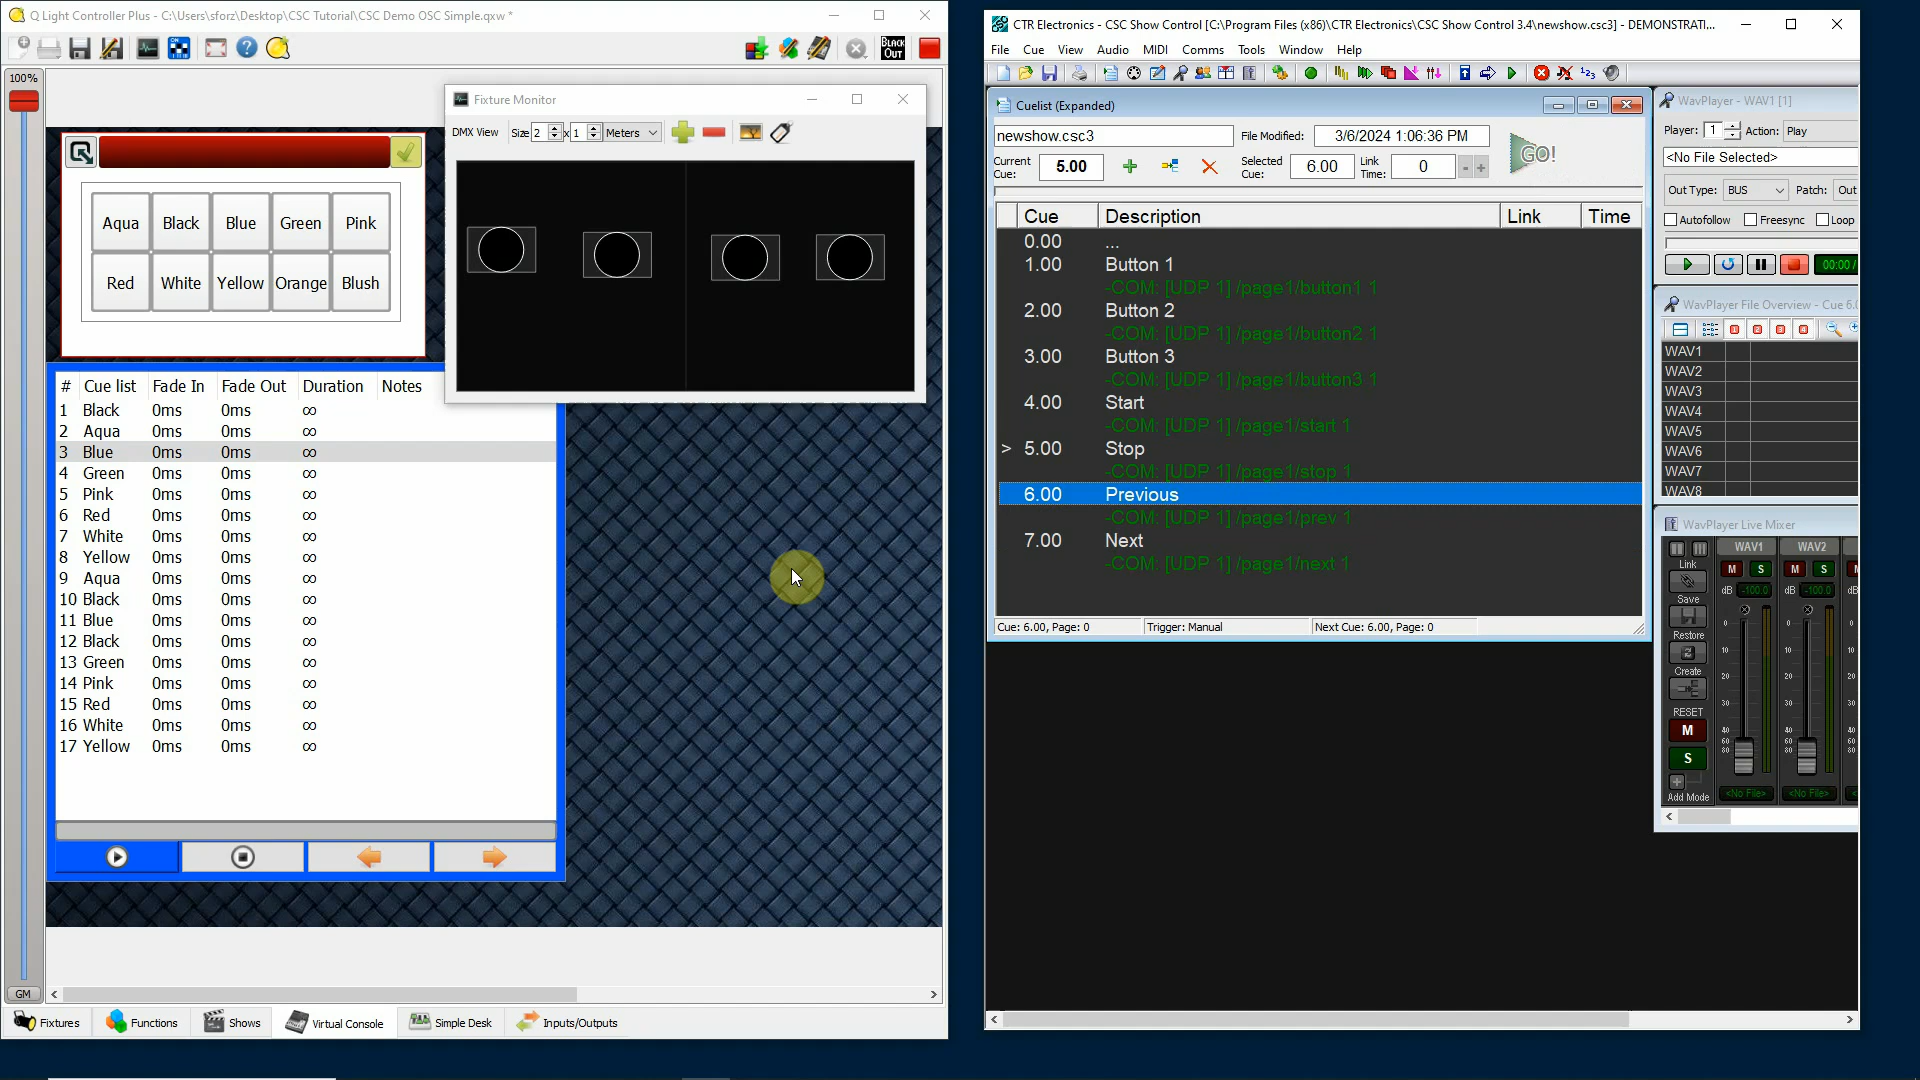 Q Light Controller Plus - C:\Users\sforz\Desktop\CSC Tutorial\CSC Demo OSC Simple.qxw *
BLACK OUT
100%
Fixture Monitor
DMX View Size 2 x 1 Meters
Aqua Black Blue Green Pink
Red White Yellow Orange Blush
# Cue list Fade In Fade Out Duration Notes
1 Black 0ms 0ms ∞
2 Aqua 0ms 0ms ∞
3 Blue 0ms 0ms ∞
4 Green 0ms 0ms ∞
5 Pink 0ms 0ms ∞
6 Red 0ms 0ms ∞
7 White 0ms 0ms ∞
8 Yellow 0ms 0ms ∞
9 Aqua 0ms 0ms ∞
10 Black 0ms 0ms ∞
11 Blue 0ms 0ms ∞
12 Black 0ms 0ms ∞
13 Green 0ms 0ms ∞
14 Pink 0ms 0ms ∞
15 Red 0ms 0ms ∞
16 White 0ms 0ms ∞
17 Yellow 0ms 0ms ∞
GM
Fixtures Functions Shows Virtual Console Simple Desk Inputs/Outputs
CTR Electronics - CSC Show Control [C:\Program Files (x86)\CTR Electronics\CSC Show Control 3.4\newshow.csc3] - DEMONSTRATI...
File Cue View Audio MIDI Comms Tools Window Help
Cuelist (Expanded)
newshow.csc3 File Modified: 3/6/2024 1:06:36 PM
GO!
Current Cue: 5.00 Selected Cue: 6.00 Link Time: 0 - +
Cue Description Link Time
0.00 ...
1.00 Button 1
-COM: [UDP 1] /page1/button1 1
2.00 Button 2
-COM: [UDP 1] /page1/button2 1
3.00 Button 3
-COM: [UDP 1] /page1/button3 1
4.00 Start
-COM: [UDP 1] /page1/start 1
> 5.00 Stop
-COM: [UDP 1] /page1/stop 1
6.00 Previous
-COM: [UDP 1] /page1/prev 1
7.00 Next
-COM: [UDP 1] /page1/next 1
Cue: 6.00, Page: 0 Trigger: Manual Next Cue: 6.00, Page: 0
WavPlayer - WAV1 [1]
Player: 1 Action: Play
<No File Selected>
Out Type: BUS Patch: Out
Autofollow Freesync Loop
00:00 /
WavPlayer File Overview - Cue 6.
WAV1
WAV2
WAV3
WAV4
WAV5
WAV6
WAV7
WAV8
WavPlayer Live Mixer
WAV1 WAV2
Link
M S M S
dB -100.0 dB -100.0 dB
Save
Restore
Create
RESET
M
S
Add Mode
<No File> <No File>